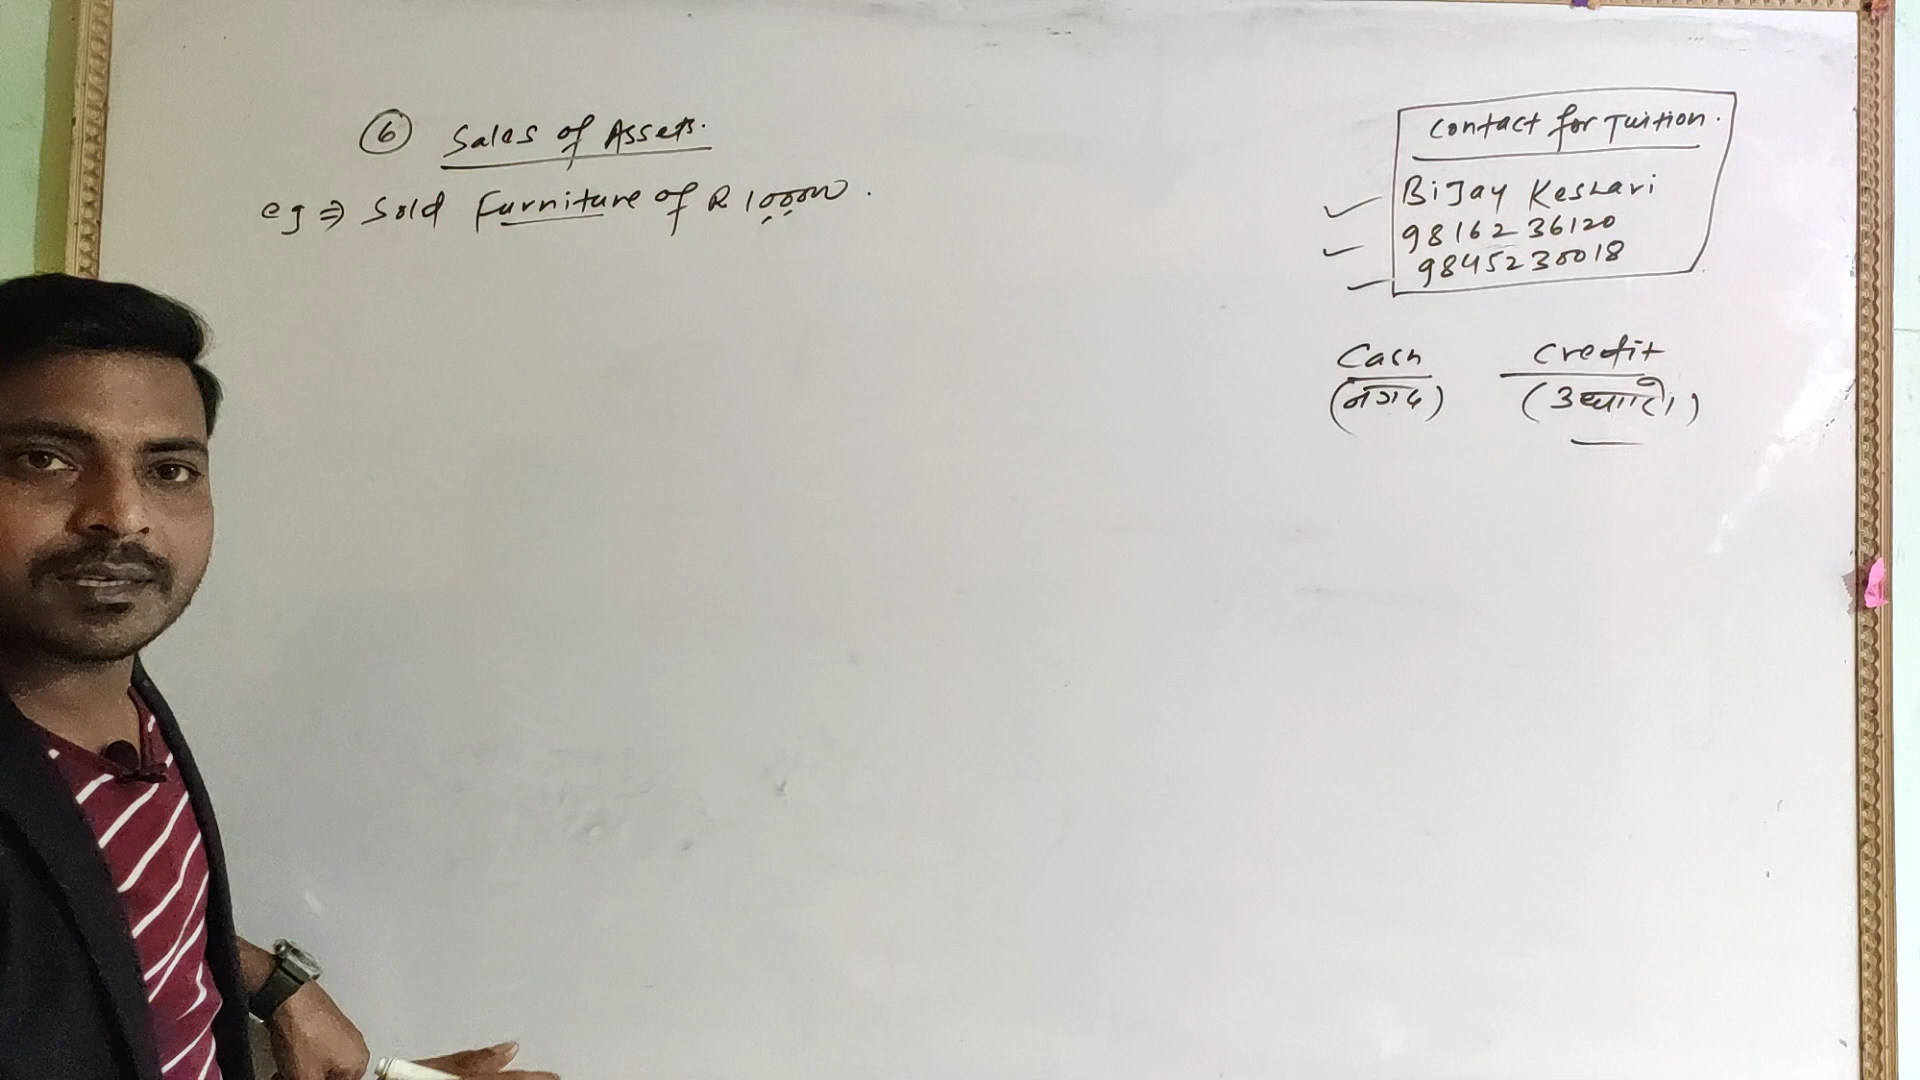 6 Sales of Assets.
eg ⇒ Sold Furniture of R 10000.
Contact for Tuition.
BiJay Keshari
9816236120
9845230018
Cash Credit
(नगद) (उधारो)